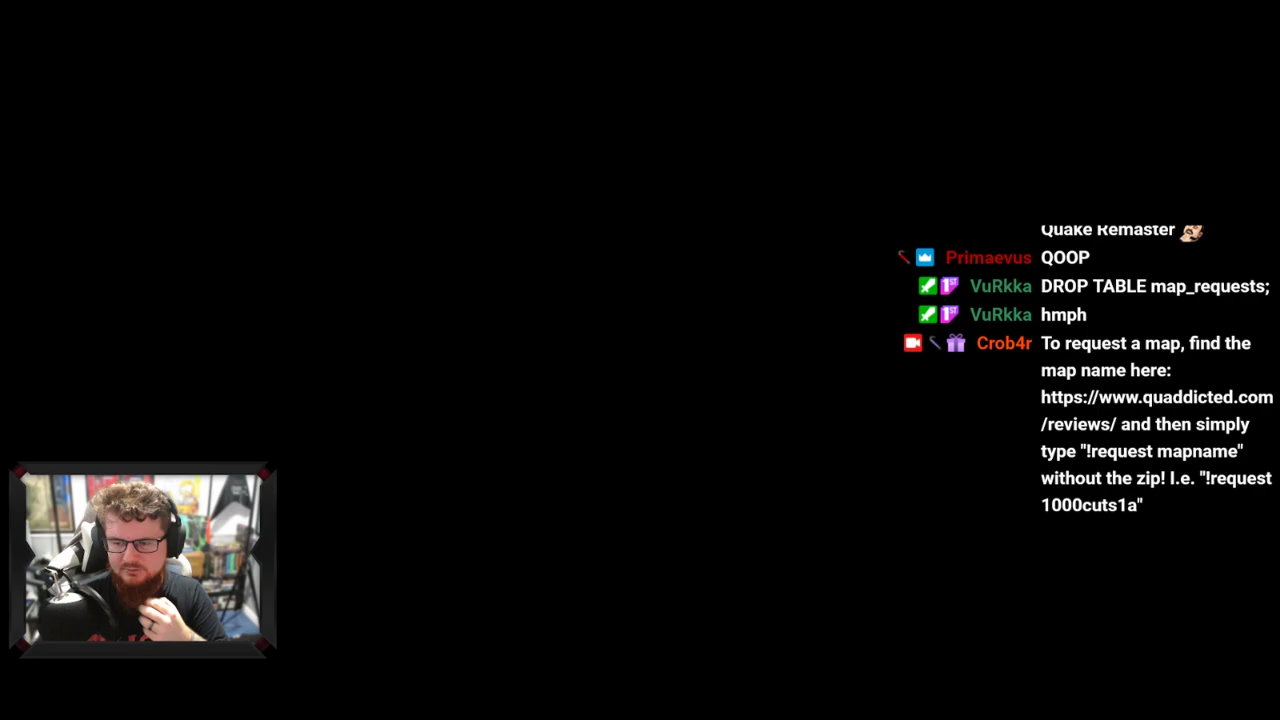 Quake Remaster
Primaevus QOOP
VuRkka DROP TABLE map_requests;
VuRkka hmph
Crob4r To request a map, find the
map name here:
https://www.quaddicted.com
/reviews/ and then simply
type "!request mapname"
without the zip! I.e. "!request
1000cuts1a"